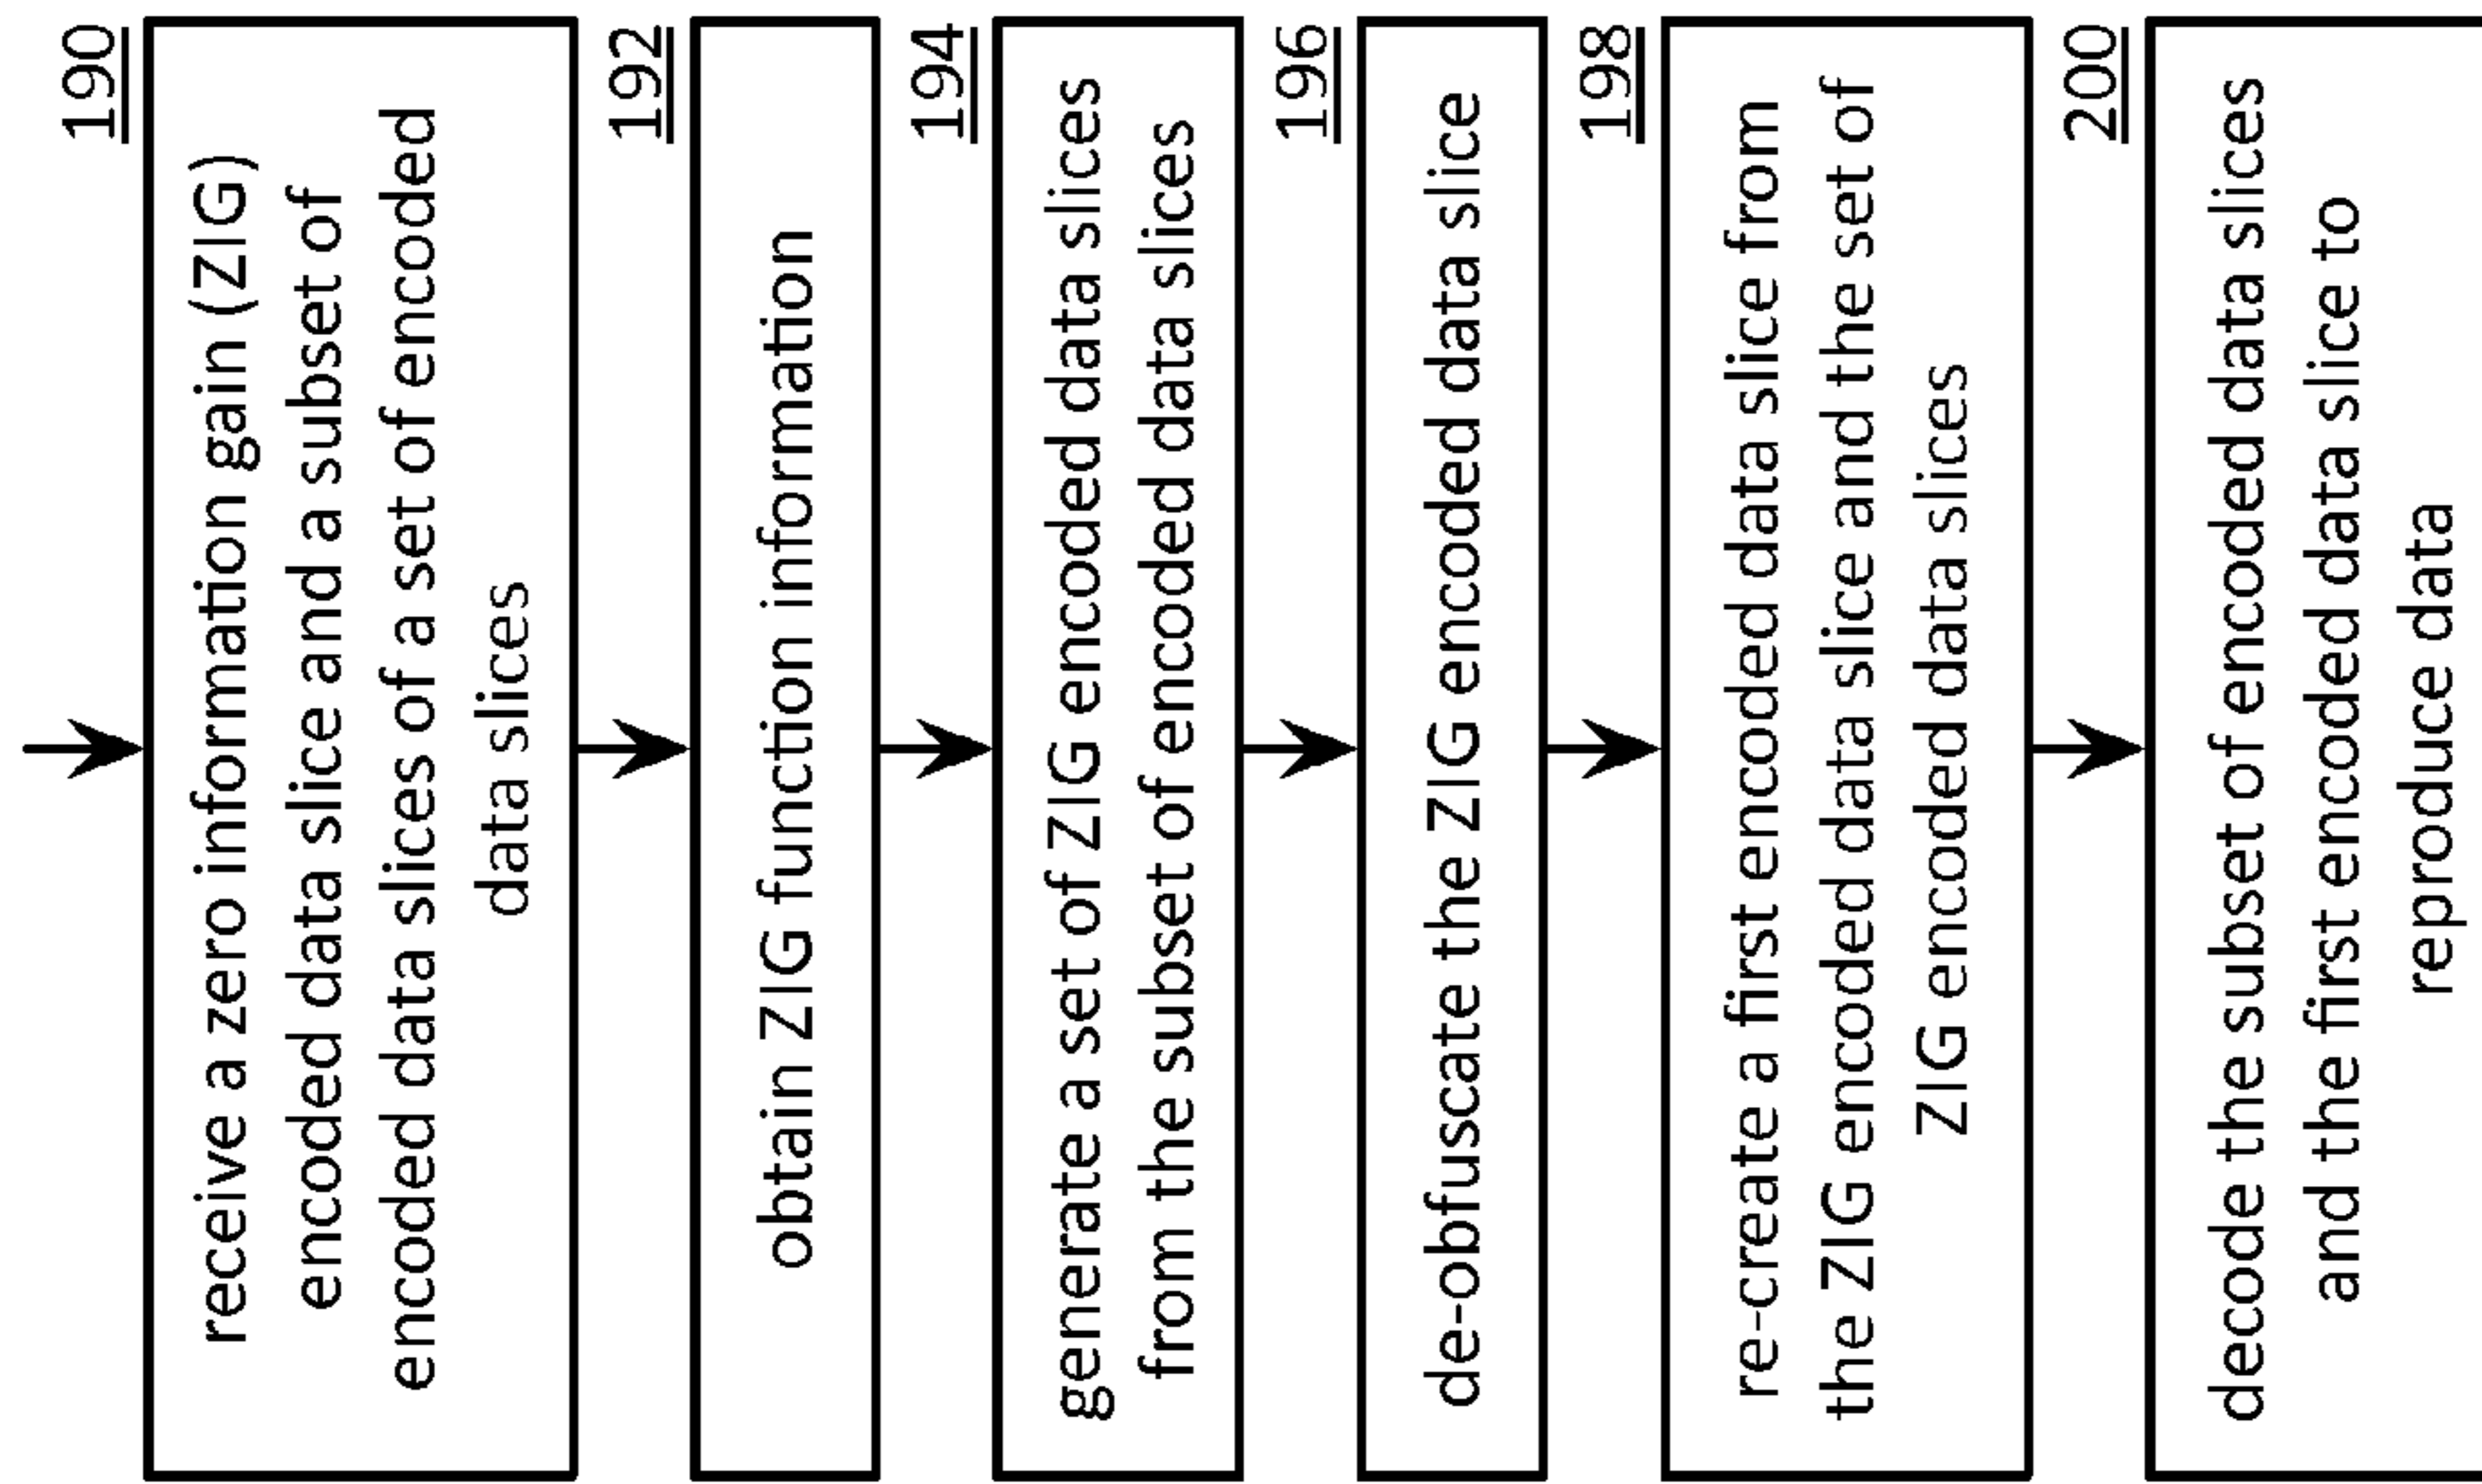 190
receive a zero information gain (ZIG)
encoded data slice and a subset of
encoded data slices of a set of encoded
data slices
192
obtain ZIG function information
194
generate a set of ZIG encoded data slices
from the subset of encoded data slices
196
de-obfuscate the ZIG encoded data slice
198
re-create a first encoded data slice from
the ZIG encoded data slice and the set of
ZIG encoded data slices
200
decode the subset of encoded data slices
and the first encoded data slice to
reproduce data